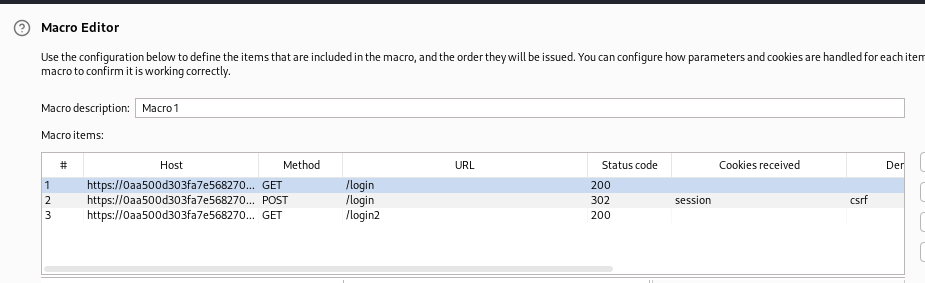 Macro Editor
Use the configuration below to define the items that are included in the macro, and the order they will be issued. You can configure how parameters and cookies are handled for each item
macro to confirm it is working correctly.
Macro description: Macro 1
Macro items:
# Host Method URL Status code Cookies received Der
1 https://0aa500d303fa7e568270... GET /login 200
2 https://0aa500d303fa7e568270... POST /login 302 session csrf
3 https://0aa500d303fa7e568270... GET /login2 200